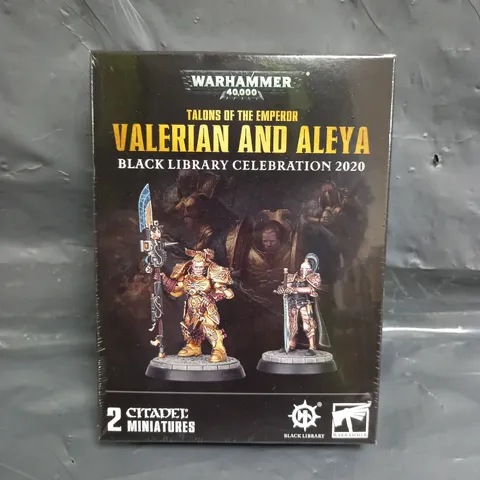 WARHAMMER
40,000
TALONS OF THE EMPEROR
VALERIAN AND ALEYA
BLACK LIBRARY CELEBRATION 2020
2 CITADEL
MINIATURES
BLACK LIBRARY
WARHAMMER